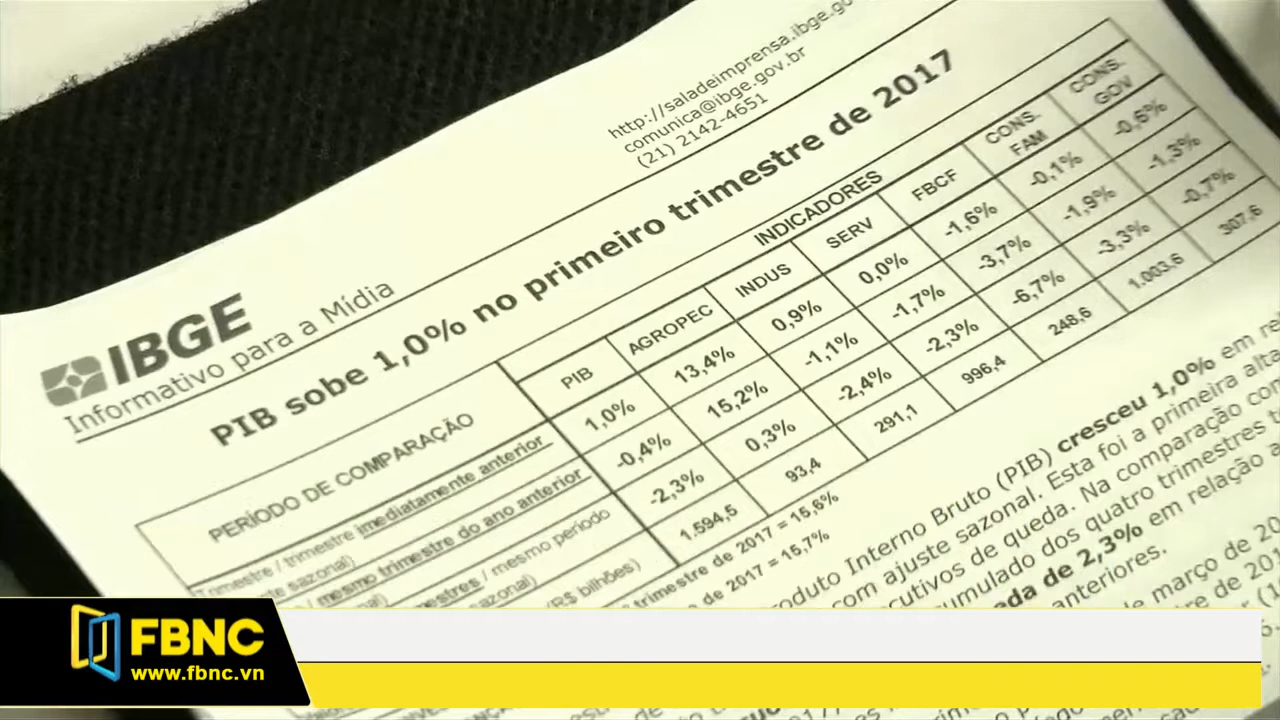 http://saladeimprensa.ibge.go
comunica@ibge.gov.br
(21) 2142-4651
IBGE
Informativo para a Mídia
PIB sobe 1,0% no primeiro trimestre de 2017
INDICADORES
PERÍODO DE COMPARAÇÃO PIB AGROPEC INDUS SERV FBCF CONS. FAM CONS. GOV
Trimestre / trimestre imediatamente anterior 1,0% 13,4% 0,9% 0,0% -1,6% -0,1% -0,6%
sazonal)
/ mesmo trimestre do ano anterior -0,4% 15,2% -1,1% -1,7% -3,7% -1,9% -1,3%
/ mesmo período -2,3% 0,3% -2,4% -2,3% -6,7% -3,3% -0,7%
sazonal)
(R$ bilhões) 1.594,5 93,4 291,1 996,4 248,6 1.003,6 307,6
trimestre de 2017 = 15,6%
de 2017 = 15,7%
Interno Bruto (PIB) cresceu 1,0% em
com ajuste sazonal. Esta foi a primeira alta
de queda. Na comparação
dos quatro trimestres
de 2,3% em relação a
anteriores.
março de
FBNC
www.fbnc.vn